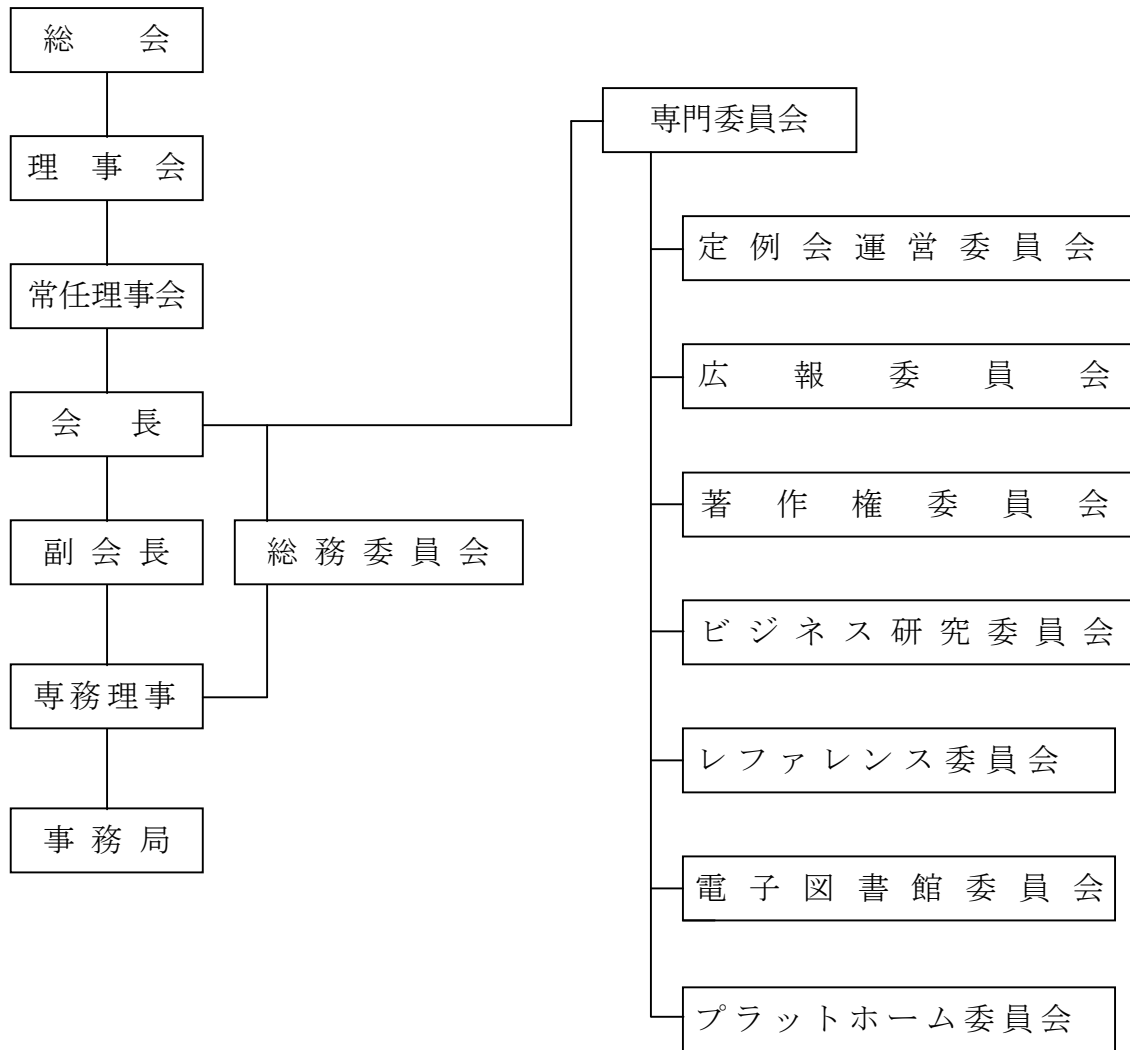 総会
理事会
常任理事会
会長
副会長
総務委員会
専務理事
事務局
専門委員会
定例会運営委員会
広報委員会
著作権委員会
ビジネス研究委員会
レファレンス委員会
電子図書館委員会
プラットホーム委員会